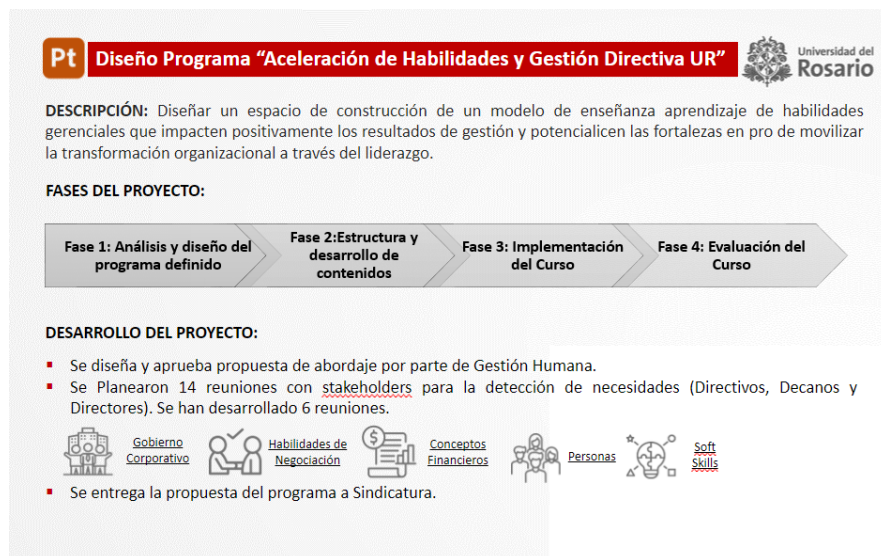 Pt
Diseño Programa “Aceleración de Habilidades y Gestión Directiva UR”
Universidad del
Rosario
DESCRIPCIÓN: Diseñar un espacio de construcción de un modelo de enseñanza aprendizaje de habilidades
gerenciales que impacten positivamente los resultados de gestión y potencialicen las fortalezas en pro de movilizar
la transformación organizacional a través del liderazgo.
FASES DEL PROYECTO:
Fase 1: Análisis y diseño del
programa definido
Fase 2:Estructura y
desarrollo de
contenidos
Fase 3: Implementación
del Curso
Fase 4: Evaluación del
Curso
DESARROLLO DEL PROYECTO:
▪ Se diseña y aprueba propuesta de abordaje por parte de Gestión Humana.
▪ Se Planearon 14 reuniones con stakeholders para la detección de necesidades (Directivos, Decanos y
Directores). Se han desarrollado 6 reuniones.
Gobierno
Corporativo
Habilidades de
Negociación
Conceptos
Financieros
Personas
Soft
Skills
▪ Se entrega la propuesta del programa a Sindicatura.